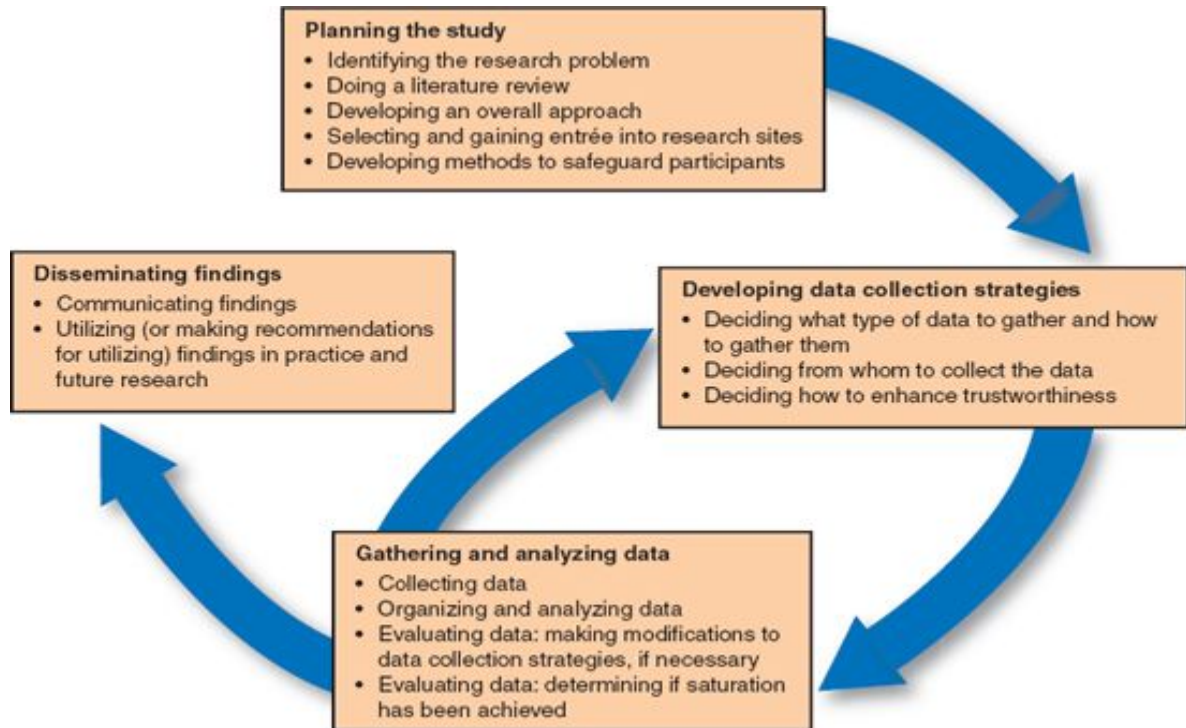 Planning the study
• Identifying the research problem
• Doing a literature review
• Developing an overall approach
• Selecting and gaining entrée into research sites
• Developing methods to safeguard participants
Developing data collection strategies
• Deciding what type of data to gather and how
to gather them
• Deciding from whom to collect the data
• Deciding how to enhance trustworthiness
Gathering and analyzing data
• Collecting data
• Organizing and analyzing data
• Evaluating data: making modifications to
data collection strategies, if necessary
• Evaluating data: determining if saturation
has been achieved
Disseminating findings
• Communicating findings
• Utilizing (or making recommendations
for utilizing) findings in practice and
future research